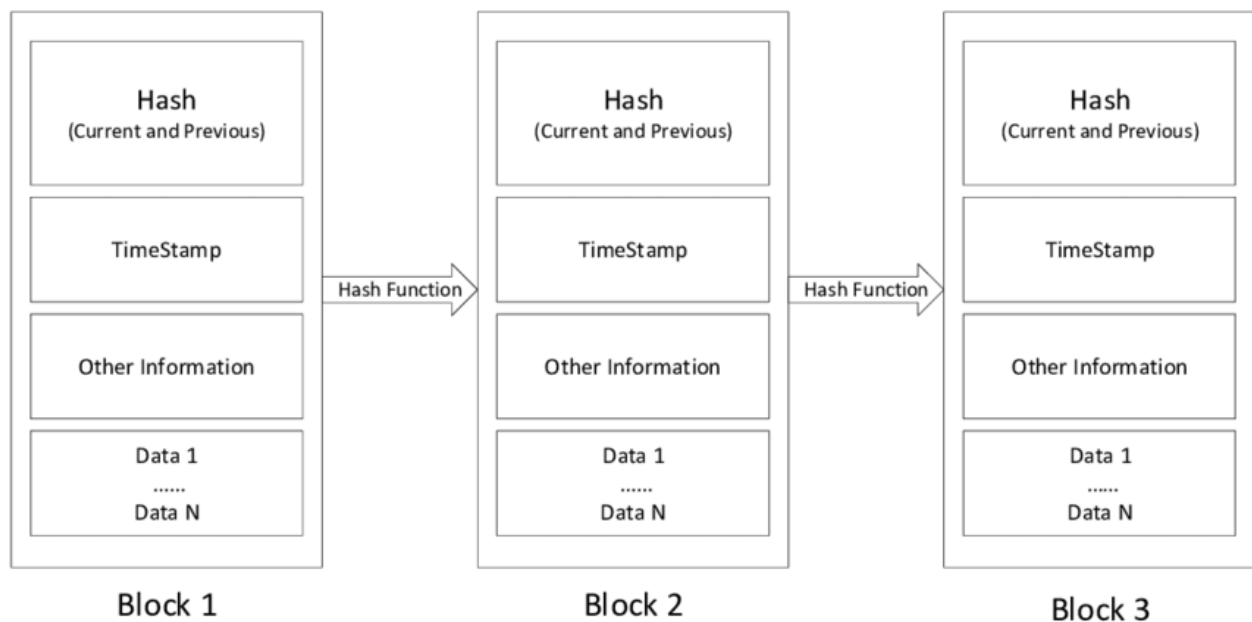 Hash
(Current and Previous)
TimeStamp
Other Information
Data 1
......
Data N
Block 1
Hash Function
Hash
(Current and Previous)
TimeStamp
Other Information
Data 1
......
Data N
Block 2
Hash Function
Hash
(Current and Previous)
TimeStamp
Other Information
Data 1
......
Data N
Block 3